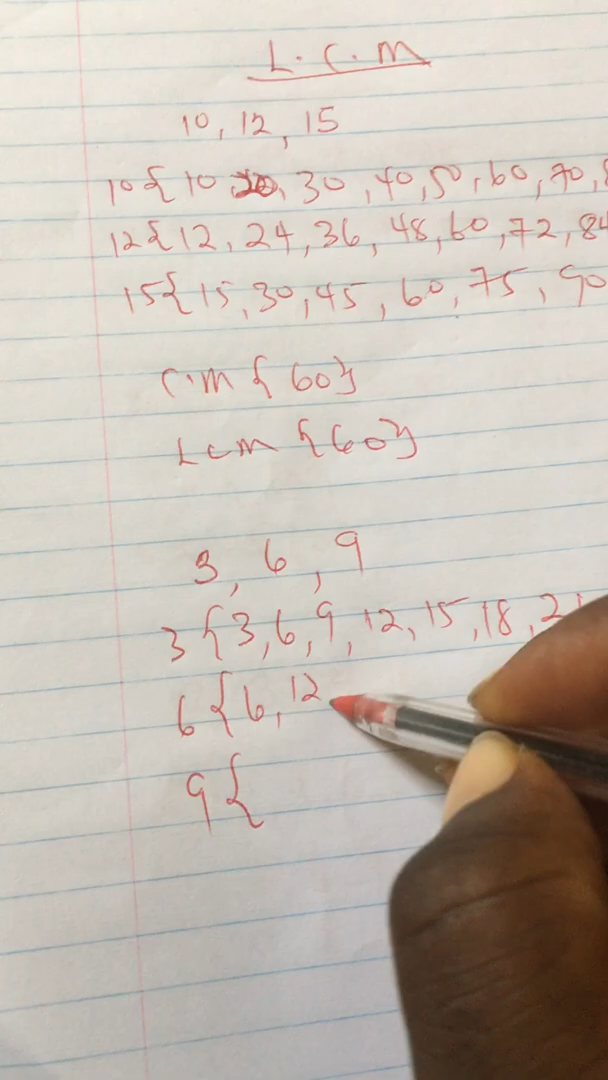 L.C.M
10, 12, 15
10{10, 20, 30, 40, 50, 60, 70, 8
12{12, 24, 36, 48, 60, 72, 84
15{15, 30, 45, 60, 75, 90
C.M {60}
LCM {60}
3, 6, 9
3{3, 6, 9, 12, 15, 18, 21
6{6, 12
9{